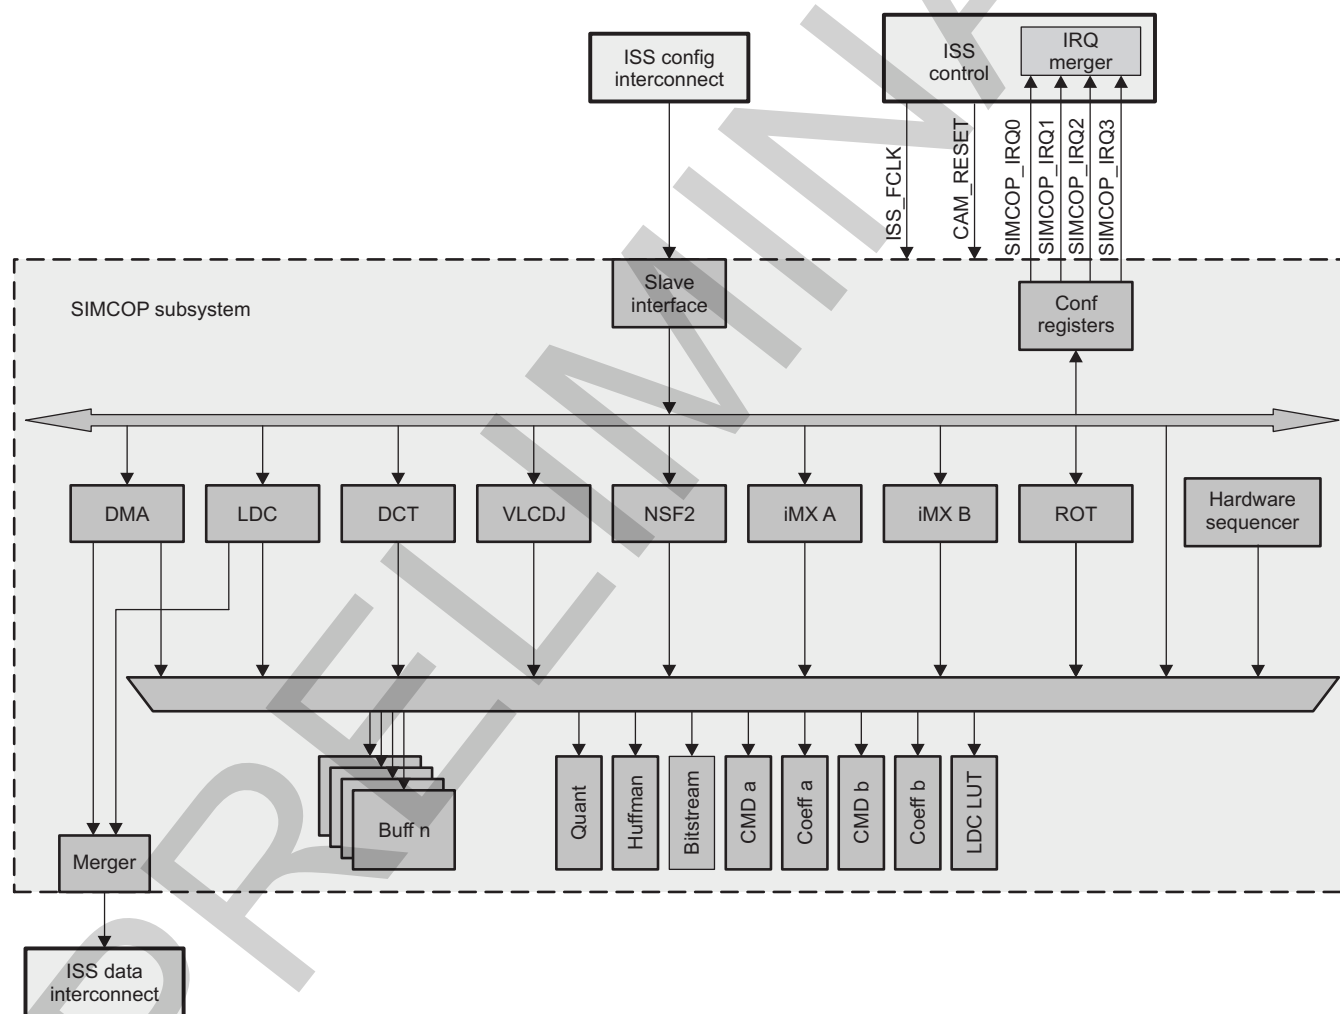 ISS config
interconnect
ISS
control
IRQ
merger
ISS_FCLK
CAM_RESET
SIMCOP_IRQ0
SIMCOP_IRQ1
SIMCOP_IRQ2
SIMCOP_IRQ3
SIMCOP subsystem
Slave
interface
Conf
registers
DMA
LDC
DCT
VLCDJ
NSF2
iMX A
iMX B
ROT
Hardware
sequencer
Buff n
Quant
Huffman
Bitstream
CMD a
Coeff a
CMD b
Coeff b
LDC LUT
Merger
ISS data
interconnect
PRELIMINA